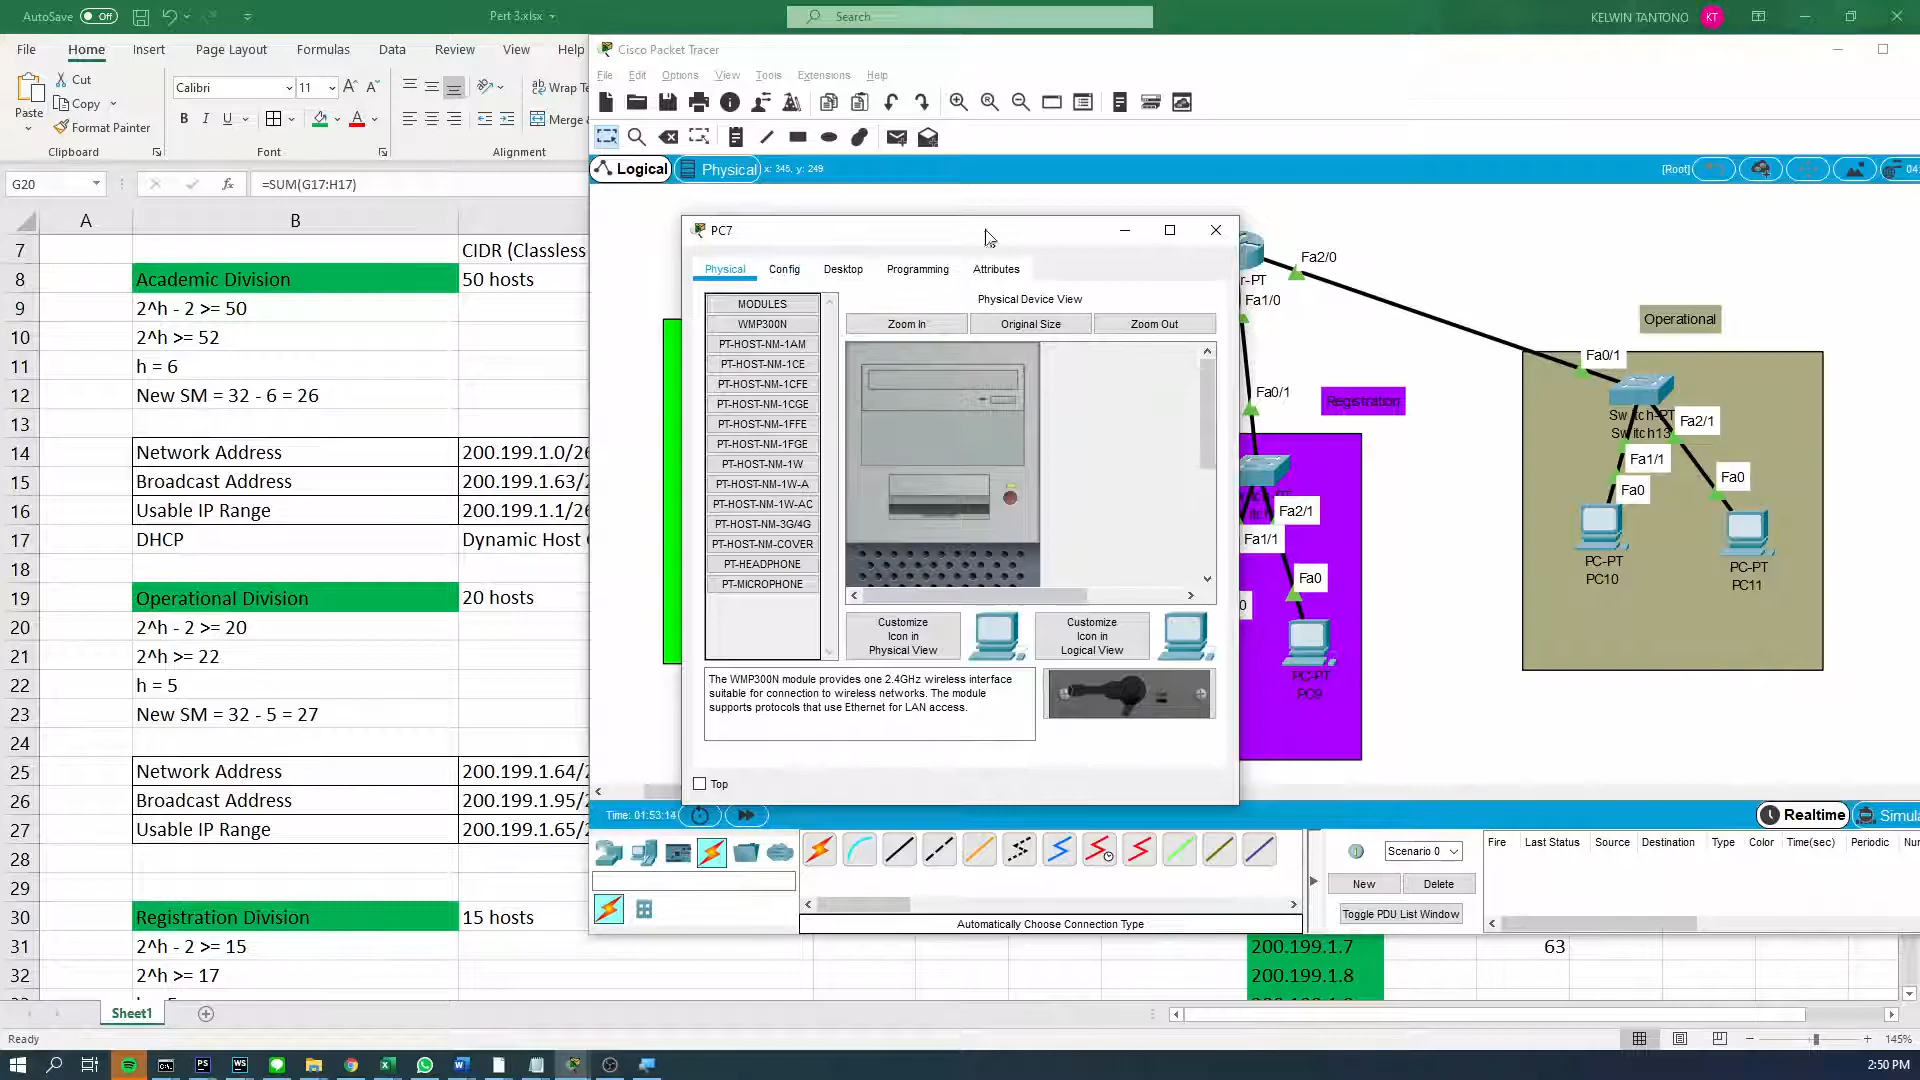 AutoSave Off
Pert 3.xlsx
Search
KELWIN TANTONO KT
File Home Insert Page Layout Formulas Data Review View Help
Paste
Cut
Copy
Format Painter
Clipboard
Calibri 11
Font
Wrap Te
Merge
Alignment
G20
=SUM(G17:H17)
A B
7 CIDR (Classless
8 Academic Division 50 hosts
9 2^h - 2 >= 50
10 2^h >= 52
11 h = 6
12 New SM = 32 - 6 = 26
13
14 Network Address 200.199.1.0/26
15 Broadcast Address 200.199.1.63/2
16 Usable IP Range 200.199.1.1/26
17 DHCP Dynamic Host
18
19 Operational Division 20 hosts
20 2^h - 2 >= 20
21 2^h >= 22
22 h = 5
23 New SM = 32 - 5 = 27
24
25 Network Address 200.199.1.64/2
26 Broadcast Address 200.199.1.95/2
27 Usable IP Range 200.199.1.65/2
28
29
30 Registration Division 15 hosts
31 2^h - 2 >= 15
32 2^h >= 17
200.199.1.7 63
200.199.1.8
Sheet1
Ready
145%
2:50 PM
Cisco Packet Tracer
File Edit Options View Tools Extensions Help
Logical Physical x: 345, y: 249
[Root]
04:
PC7
Physical Config Desktop Programming Attributes
MODULES
WMP300N
PT-HOST-NM-1AM
PT-HOST-NM-1CE
PT-HOST-NM-1CFE
PT-HOST-NM-1CGE
PT-HOST-NM-1FFE
PT-HOST-NM-1FGE
PT-HOST-NM-1W
PT-HOST-NM-1W-A
PT-HOST-NM-1W-AC
PT-HOST-NM-3G/4G
PT-HOST-NM-COVER
PT-HEADPHONE
PT-MICROPHONE
Physical Device View
Zoom In Original Size Zoom Out
Customize
Icon in
Physical View
Customize
Icon in
Logical View
The WMP300N module provides one 2.4GHz wireless interface
suitable for connection to wireless networks. The module
supports protocols that use Ethernet for LAN access.
Top
r-PT
Fa1/0
Fa2/0
Fa0/1
Registration
Fa2/1
Fa1/1
Fa0
PC-PT
PC9
Operational
Fa0/1
Switch-PT
Switch13
Fa2/1
Fa1/1
Fa0
Fa0
PC-PT
PC10
PC-PT
PC11
Time: 01:53:14
Realtime
Simula
Automatically Choose Connection Type
Scenario 0
New Delete
Toggle PDU List Window
Fire Last Status Source Destination Type Color Time(sec) Periodic Nu